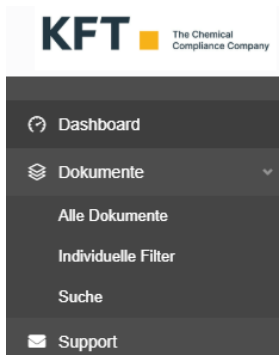 KFT
The Chemical
Compliance Company
Dashboard
Dokumente
Alle Dokumente
Individuelle Filter
Suche
Support